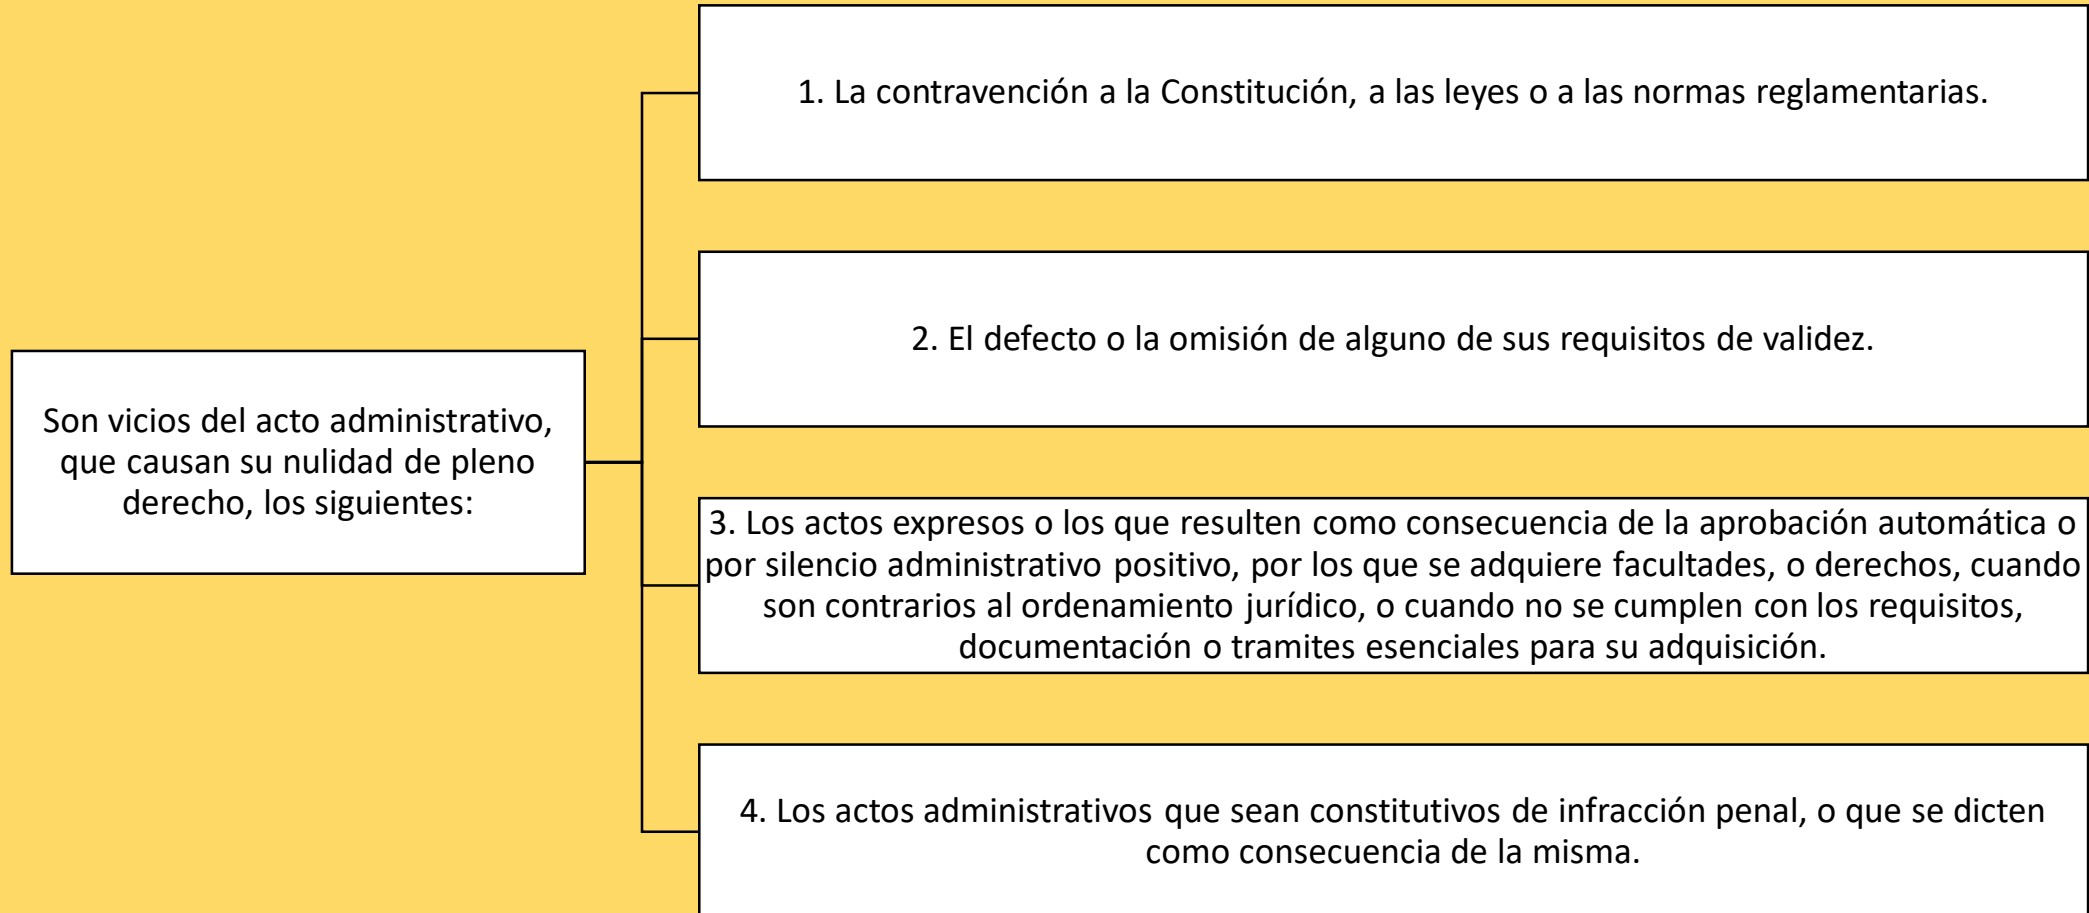 Son vicios del acto administrativo,
que causan su nulidad de pleno
derecho, los siguientes:
1. La contravención a la Constitución, a las leyes o a las normas reglamentarias.
2. El defecto o la omisión de alguno de sus requisitos de validez.
3. Los actos expresos o los que resulten como consecuencia de la aprobación automática o
por silencio administrativo positivo, por los que se adquiere facultades, o derechos, cuando
son contrarios al ordenamiento jurídico, o cuando no se cumplen con los requisitos,
documentación o tramites esenciales para su adquisición.
4. Los actos administrativos que sean constitutivos de infracción penal, o que se dicten
como consecuencia de la misma.